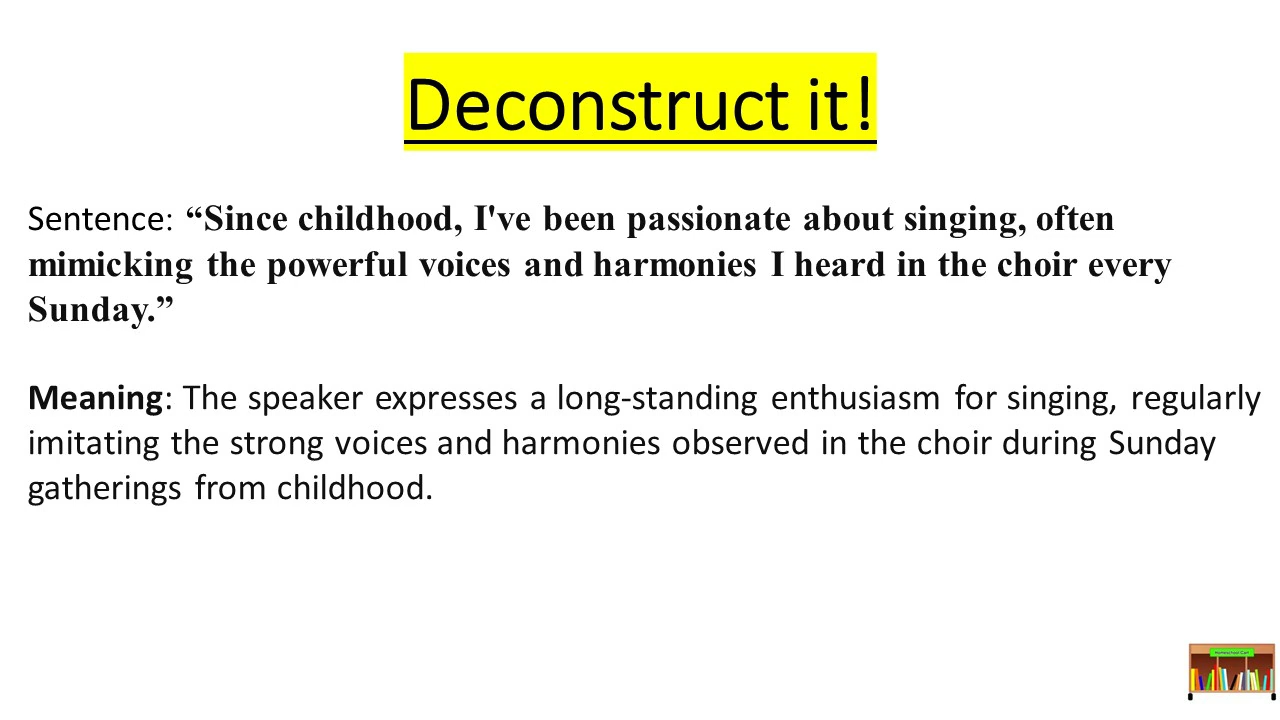 Deconstruct it!
Sentence: “Since childhood, I've been passionate about singing, often
mimicking the powerful voices and harmonies I heard in the choir every
Sunday.”
Meaning: The speaker expresses a long-standing enthusiasm for singing, regularly
imitating the strong voices and harmonies observed in the choir during Sunday
gatherings from childhood.
Homeschool Cart